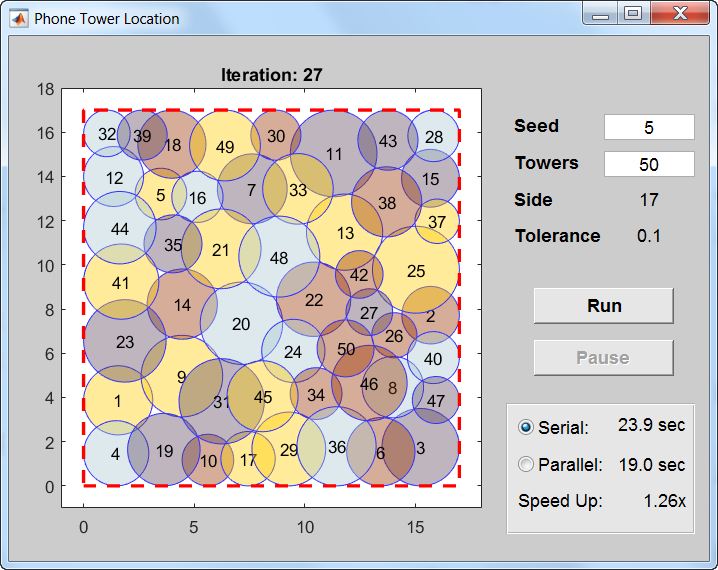 Phone Tower Location
Iteration: 27
18
16
14
12
10
8
6
4
2
0
0 5 10 15
32 39 18 49 30 11 43 28
12 5 16 7 33 38 15
44 35 21 48 13 37
41 14 22 42 25
23 20 27 2
24 50 26 40
1 9 31 45 34 46 8 47
4 19 10 17 29 36 6 3
Seed 5
Towers 50
Side 17
Tolerance 0.1
Run
Pause
Serial: 23.9 sec
Parallel: 19.0 sec
Speed Up: 1.26x